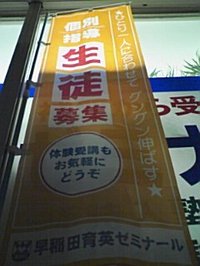 ★ひとり一人に合わせてグングン伸ばす★
個別
指導
生徒
募集
体験受講も
お気軽に
どうぞ
早稲田育英ゼミナール